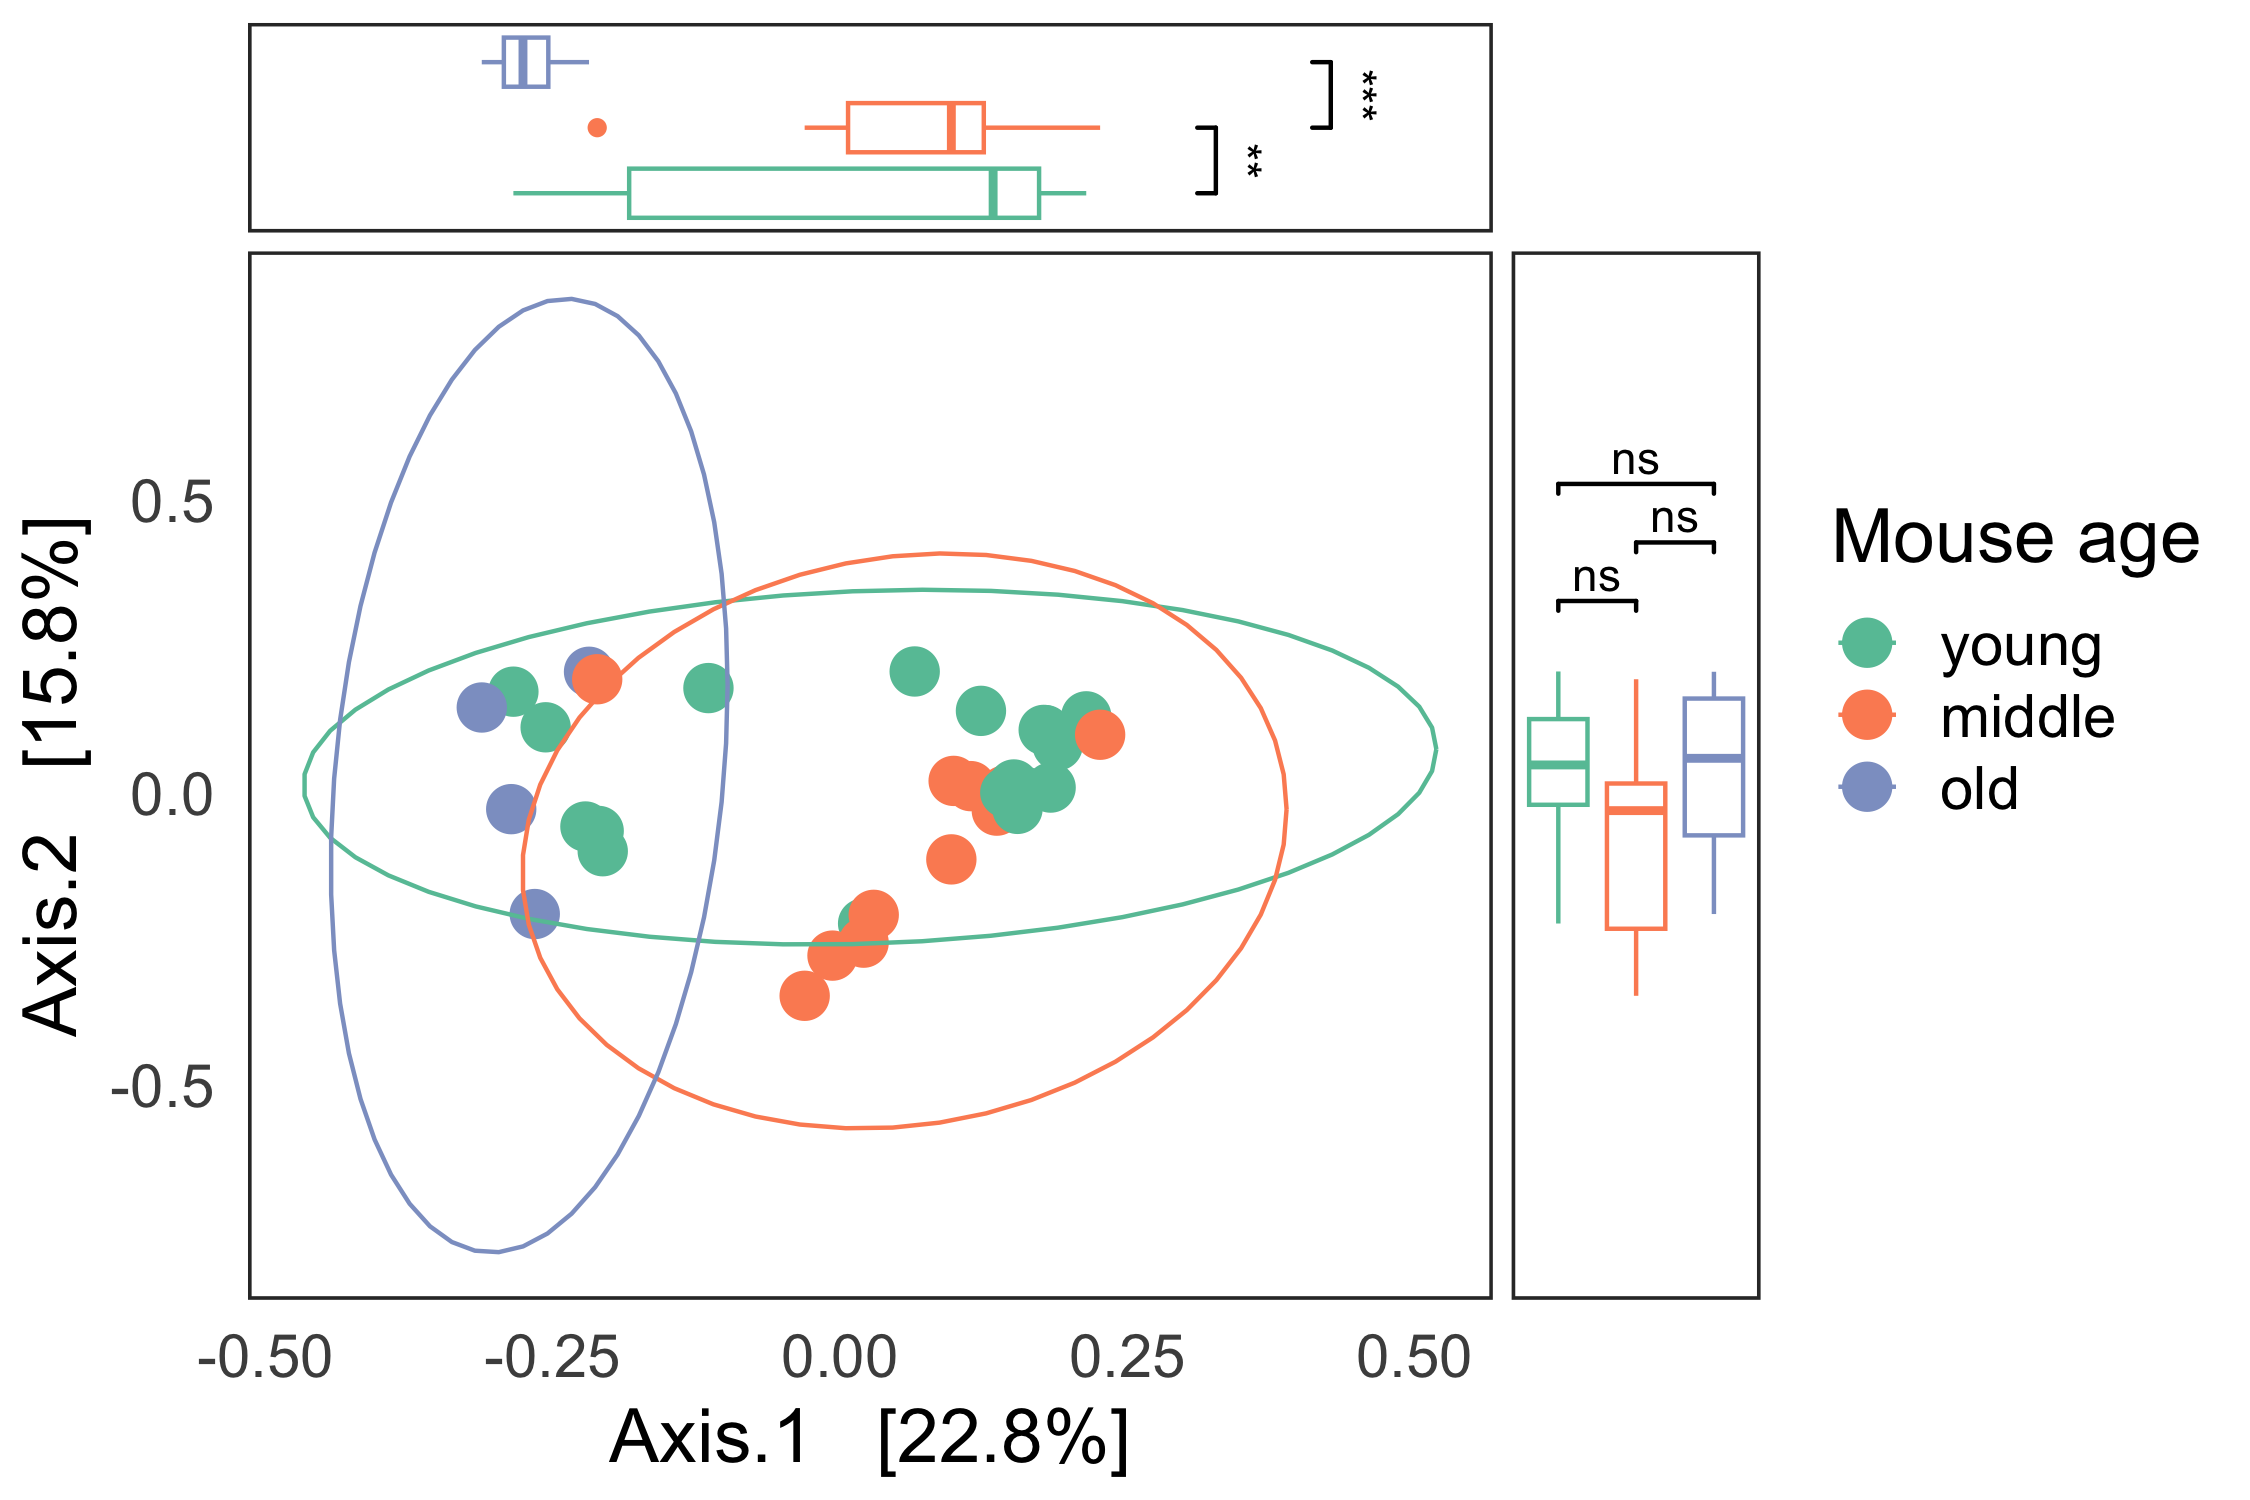 ***
**
ns
ns
ns
Axis.2 [15.8%]
0.5
0.0
-0.5
-0.50 -0.25 0.00 0.25 0.50
Axis.1 [22.8%]
Mouse age
young
middle
old